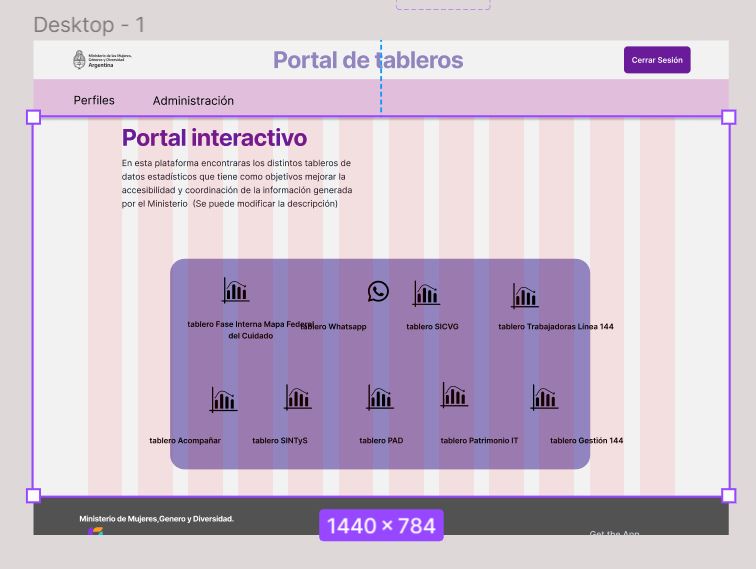 Desktop - 1
Ministerio de las Mujeres,
Géneros y Diversidad
Argentina
Portal de tableros
Cerrar Sesión
Perfiles
Administración
Portal interactivo
En esta plataforma encontraras los distintos tableros de
datos estadísticos que tiene como objetivos mejorar la
accesibilidad y coordinación de la información generada
por el Ministerio (Se puede modificar la descripción)
tablero Fase Interna Mapa Federal
del Cuidado
tablero Whatsapp
tablero SICVG
tablero Trabajadoras Línea 144
tablero Acompañar
tablero SINTyS
tablero PAD
tablero Patrimonio IT
tablero Gestión 144
Ministerio de Mujeres,Genero y Diversidad.
1440 × 784
Get the App